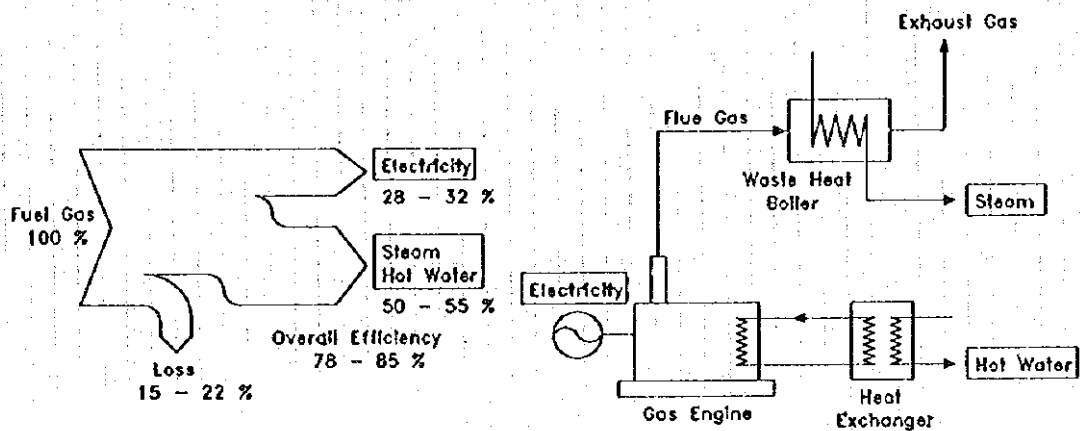 Fuel Gas
100 %
Electricity
28 - 32 %
Steam
Hot Water
50 - 55 %
Overall Efficiency
78 - 85 %
Loss
15 - 22 %
Exhaust Gas
Flue Gas
Waste Heat
Boiler
Steam
Electricity
Gas Engine
Heat
Exchanger
Hot Water